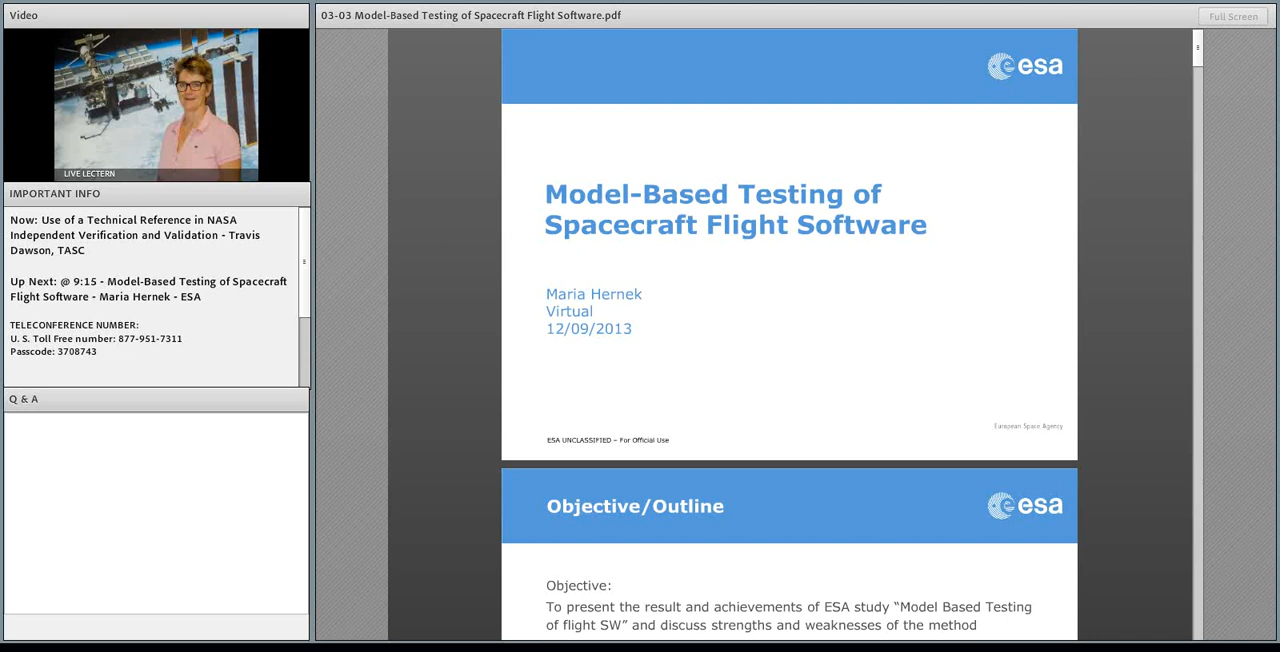 Video
LIVE LECTERN
IMPORTANT INFO
Now: Use of a Technical Reference in NASA
Independent Verification and Validation - Travis
Dawson, TASC
Up Next: @ 9:15 - Model-Based Testing of Spacecraft
Flight Software - Maria Hernek - ESA
TELECONFERENCE NUMBER:
U. S. Toll Free number: 877-951-7311
Passcode: 3708743
Q & A
03-03 Model-Based Testing of Spacecraft Flight Software.pdf
Full Screen
esa
Model-Based Testing of
Spacecraft Flight Software
Maria Hernek
Virtual
12/09/2013
European Space Agency
ESA UNCLASSIFIED – For Official Use
Objective/Outline
esa
Objective:
To present the result and achievements of ESA study “Model Based Testing
of flight SW” and discuss strengths and weaknesses of the method